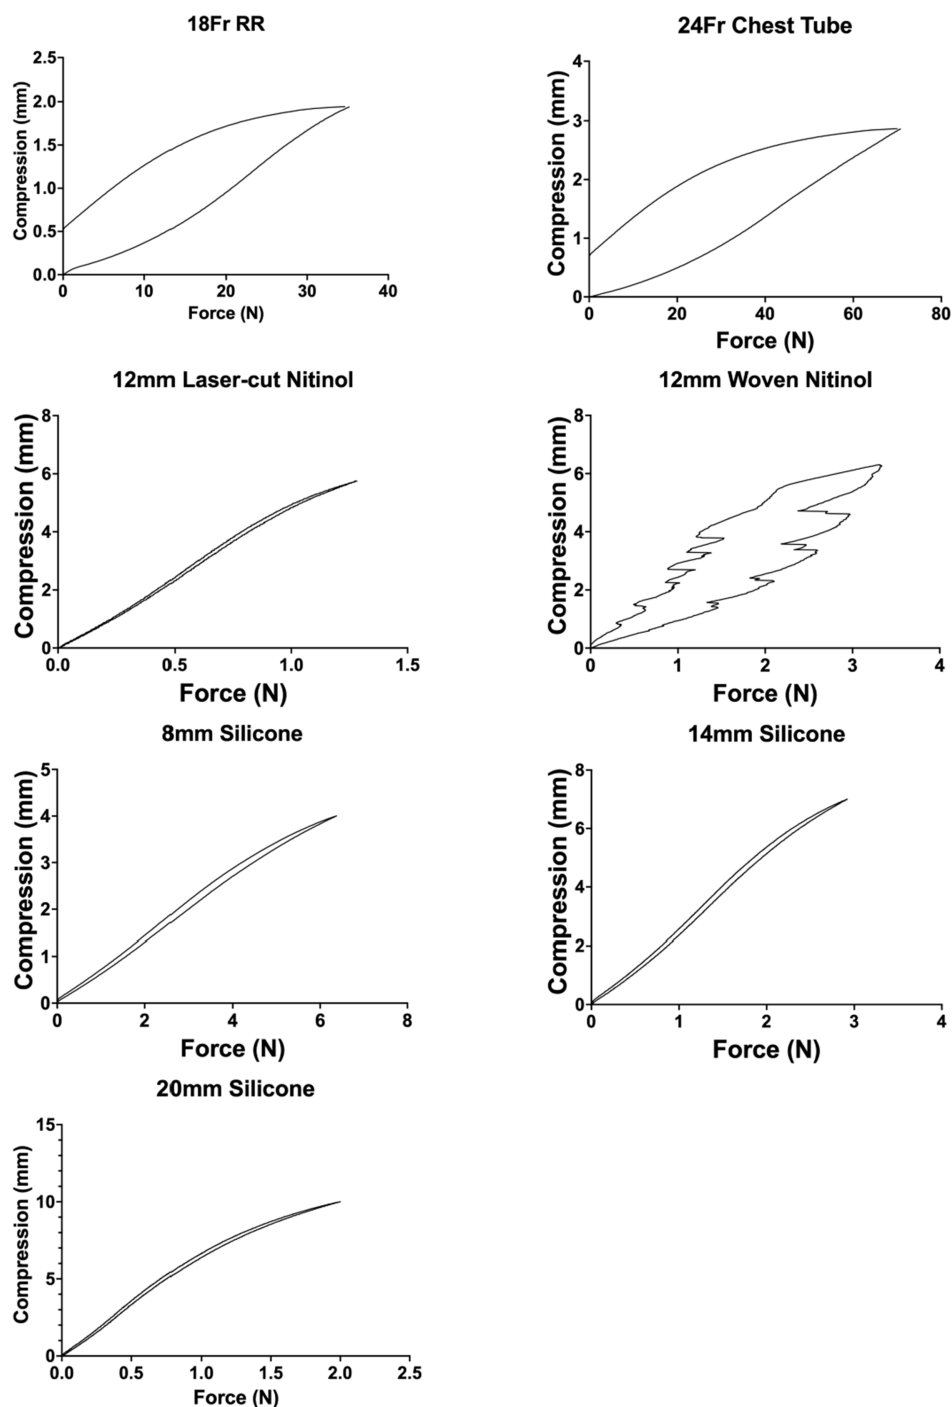 18Fr RR
Compression (mm)
2.5
2.0
1.5
1.0
0.5
0.0
0 10 20 30 40
Force (N)
24Fr Chest Tube
Compression (mm)
4
3
2
1
0
0 20 40 60 80
Force (N)
12mm Laser-cut Nitinol
Compression (mm)
8
6
4
2
0
0.0 0.5 1.0 1.5
Force (N)
12mm Woven Nitinol
Compression (mm)
8
6
4
2
0
0 1 2 3 4
Force (N)
8mm Silicone
Compression (mm)
5
4
3
2
1
0
0 2 4 6 8
Force (N)
14mm Silicone
Compression (mm)
8
6
4
2
0
0 1 2 3 4
Force (N)
20mm Silicone
Compression (mm)
15
10
5
0
0.0 0.5 1.0 1.5 2.0 2.5
Force (N)